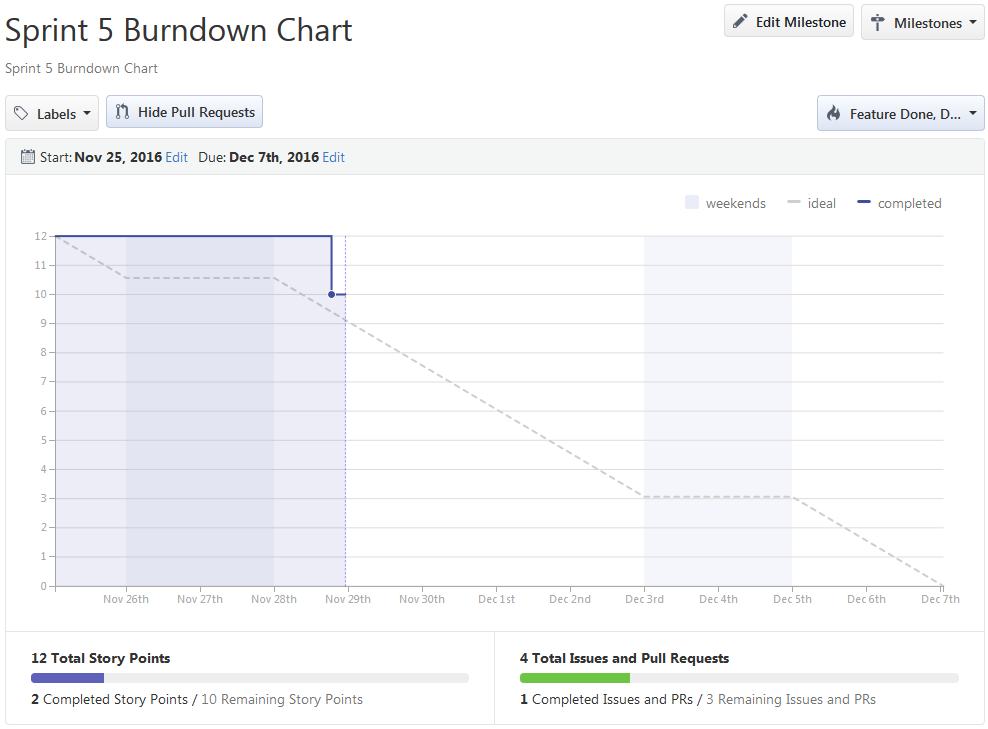 Sprint 5 Burndown Chart
Edit Milestone
Milestones
Sprint 5 Burndown Chart
Labels
Hide Pull Requests
Feature Done, D...
Start: Nov 25, 2016 Edit Due: Dec 7th, 2016 Edit
weekends ideal completed
12
11
10
9
8
7
6
5
4
3
2
1
0
Nov 26th Nov 27th Nov 28th Nov 29th Nov 30th Dec 1st Dec 2nd Dec 3rd Dec 4th Dec 5th Dec 6th Dec 7th
12 Total Story Points
2 Completed Story Points / 10 Remaining Story Points
4 Total Issues and Pull Requests
1 Completed Issues and PRs / 3 Remaining Issues and PRs